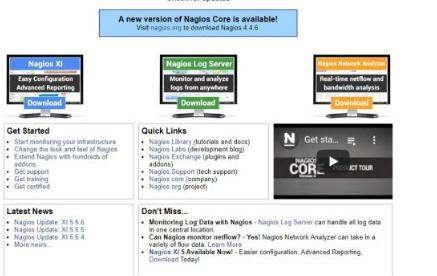 Check for updates
A new version of Nagios Core is available!
Visit nagios.org to download Nagios 4.4.6
Nagios XI
Easy Configuration
Advanced Reporting
Download
Nagios Log Server
Monitor and analyze
logs from anywhere
Download
Nagios Network Analyzer
Real-time netflow and
bandwidth analysis
Download
Get Started
• Start monitoring your infrastructure
• Change the look and feel of Nagios
• Extend Nagios with hundreds of
addons
• Get support
• Get training
• Get certified
Quick Links
• Nagios Library (tutorials and docs)
• Nagios Labs (development blog)
• Nagios Exchange (plugins and
addons)
• Nagios Support (tech support)
• Nagios.com (company)
• Nagios.org (project)
N Get sta...
NAGIOS
CORE PRODUCT TOUR
Latest News
• Nagios Update: XI 5.6.6
• Nagios Update: XI 5.6.5
• Nagios Update: XI 5.6.4
• More news...
Don't Miss...
• Monitoring Log Data with Nagios - Nagios Log Server can handle all log data
in one central location.
• Can Nagios monitor netflow? - Yes! Nagios Network Analyzer can take in a
variety of flow data. Learn More
• Nagios XI 5 Available Now! - Easier configuration, Advanced Reporting,
Download Today!